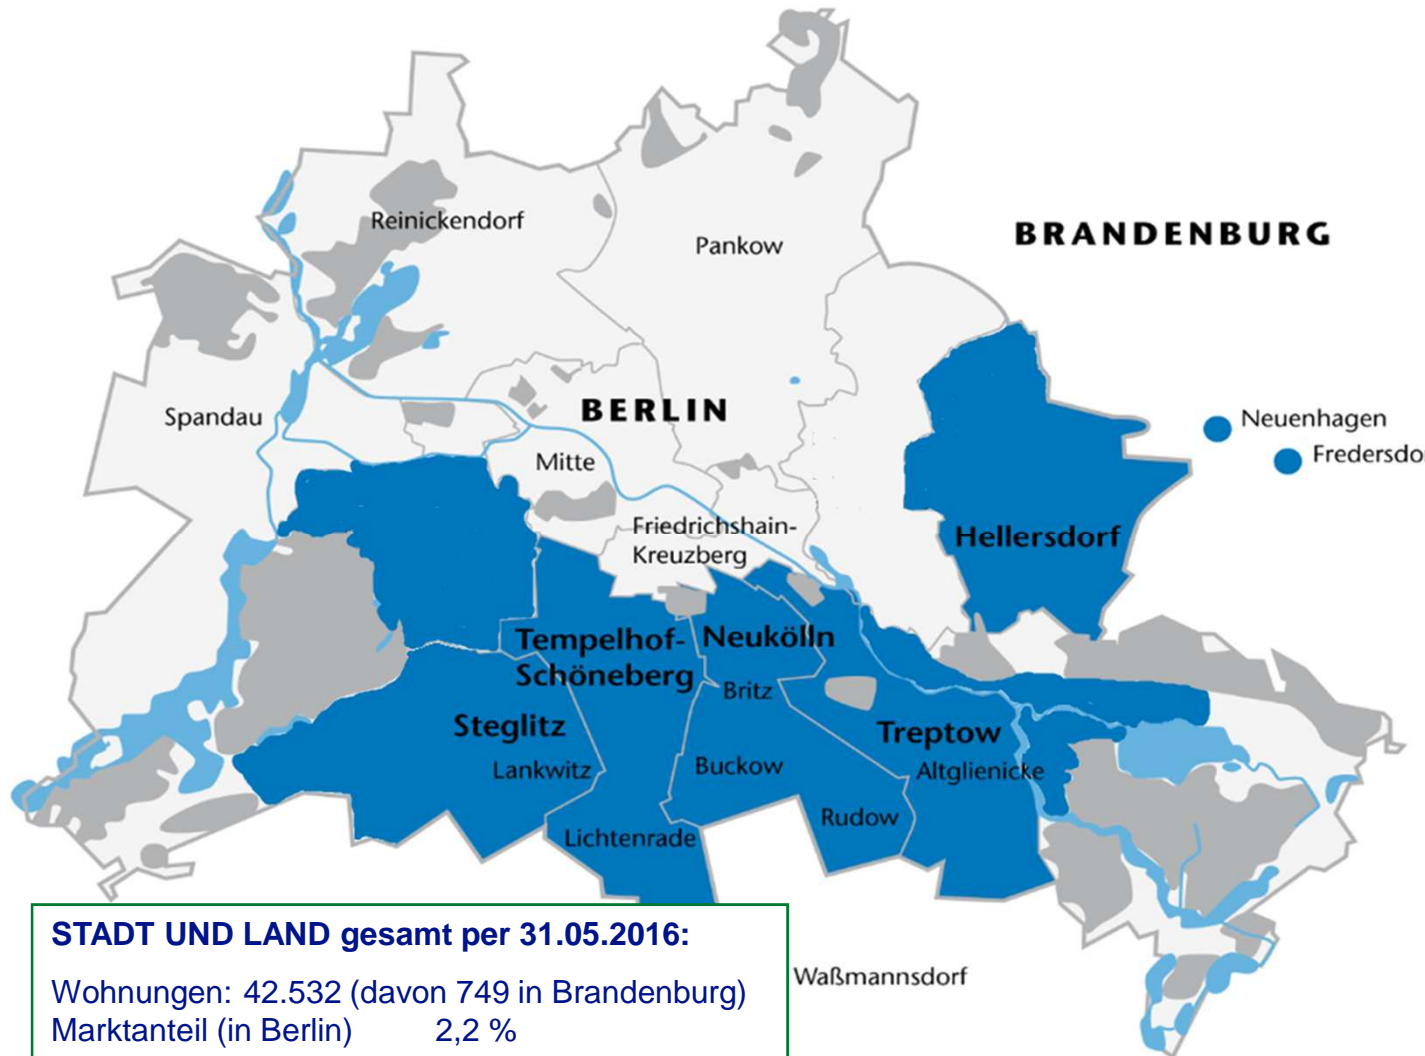 Reinickendorf
Pankow
BRANDENBURG
Spandau
BERLIN
Neuenhagen
Mitte
Fredersdo
Friedrichshain-
Kreuzberg
Hellersdorf
Tempelhof-
Schöneberg
Neukölln
Britz
Steglitz
Treptow
Lankwitz
Buckow
Altglienicke
Rudow
Lichtenrade
STADT UND LAND gesamt per 31.05.2016:
Waßmannsdorf
Wohnungen: 42.532 (davon 749 in Brandenburg)
Marktanteil (in Berlin) 2,2 %